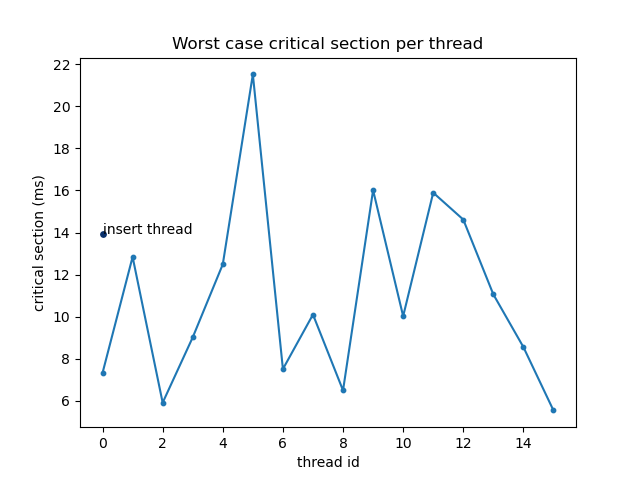 Worst case critical section per thread
22
20
18
16
14
12
10
8
6
critical section (ms)
insert thread
0 2 4 6 8 10 12 14
thread id